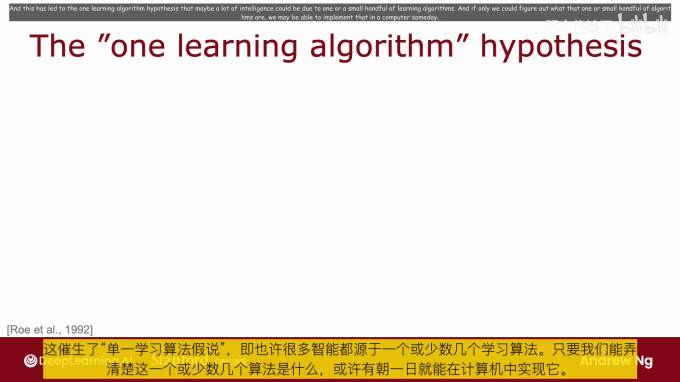 And this has led to the one learning algorithm hypothesis that maybe a lot of intelligence could be due to one or a small handful of learning algorithms. And if only we could figure out what that one or small handful of algorit
hms are, we may be able to implement that in a computer someday.
The ”one learning algorithm” hypothesis
[Roe et al., 1992]
DeepLearning.AI Stanford Andrew Ng
这催生了“单一学习算法假说”，即也许很多智能都源于一个或少数几个学习算法。只要我们能弄
清楚这一个或少数几个算法是什么，或许有朝一日就能在计算机中实现它。